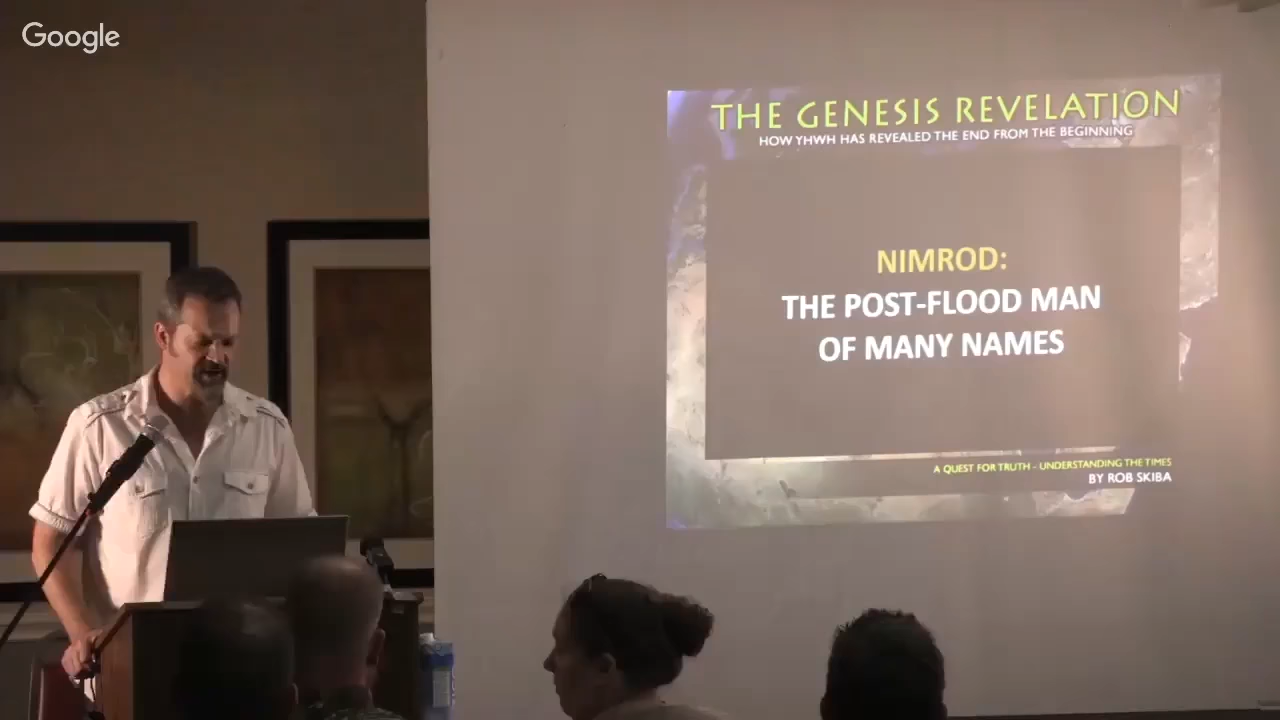 Google
THE GENESIS REVELATION
HOW YHWH HAS REVEALED THE END FROM THE BEGINNING
NIMROD:
THE POST-FLOOD MAN
OF MANY NAMES
A QUEST FOR TRUTH - UNDERSTANDING THE TIMES
BY ROB SKIBA